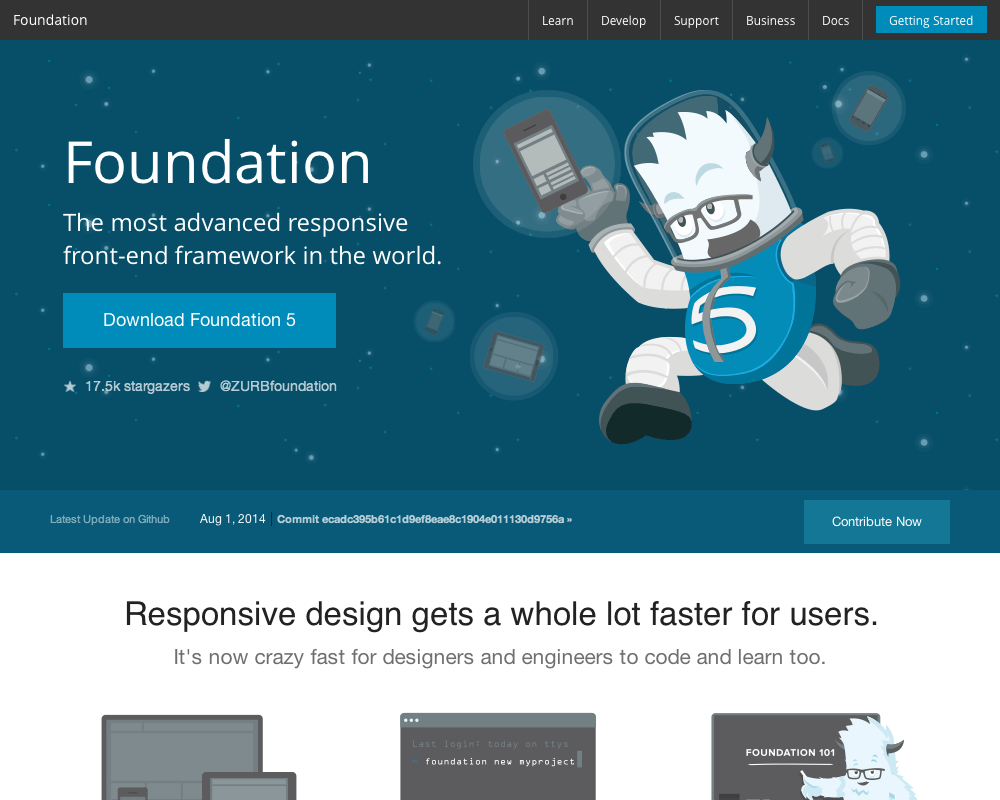 Foundation
Learn
Develop
Support
Business
Docs
Getting Started
Foundation
The most advanced responsive
front-end framework in the world.
Download Foundation 5
17.5k stargazers
@ZURBfoundation
5
Latest Update on Github
Aug 1, 2014
Commit ecadc395b61c1d9ef8eae8c1904e011130d9756a »
Contribute Now
Responsive design gets a whole lot faster for users.
It's now crazy fast for designers and engineers to code and learn too.
Last login: today on ttys
foundation new myproject
FOUNDATION 101